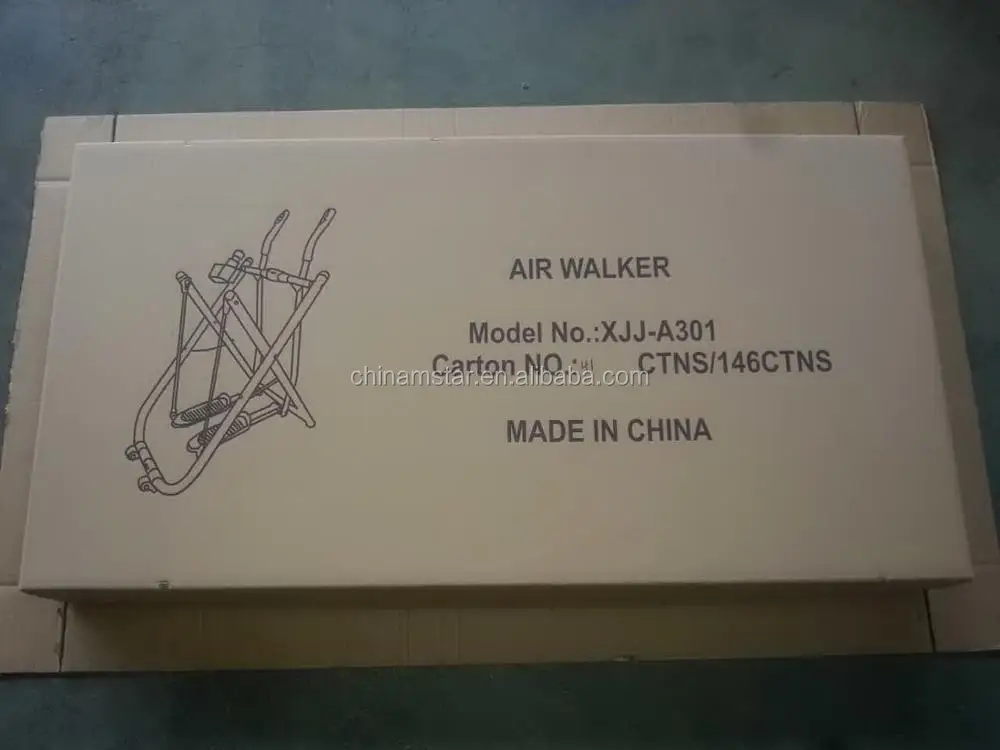 AIR WALKER
Model No.:XJJ-A301
Carton NO.: CTNS/146CTNS
chinamstar.en.alibaba.com
MADE IN CHINA